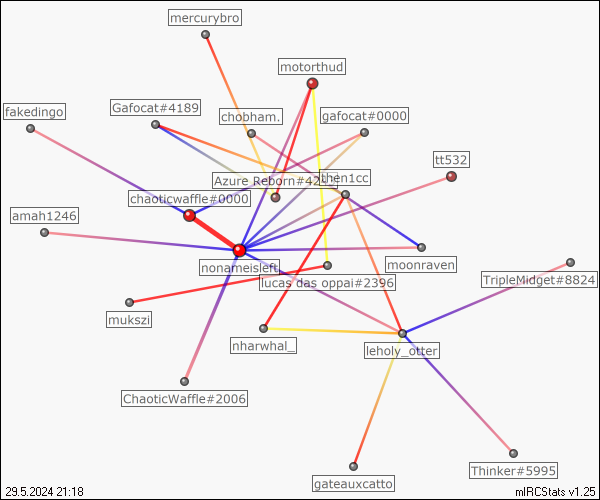 mercurybro
motorthud
fakedingo
Gafocat#4189
chobham.
gafocat#0000
tt532
Azure Reborn#42
then1cc
chaoticwaffle#0000
amah1246
nonameisleft
moonraven
lucas das oppai#2396
TripleMidget#8824
mukszi
nharwhal_
leholy_otter
ChaoticWaffle#2006
Thinker#5995
gateauxcatto
29.5.2024 21:18
mIRCStats v1.25